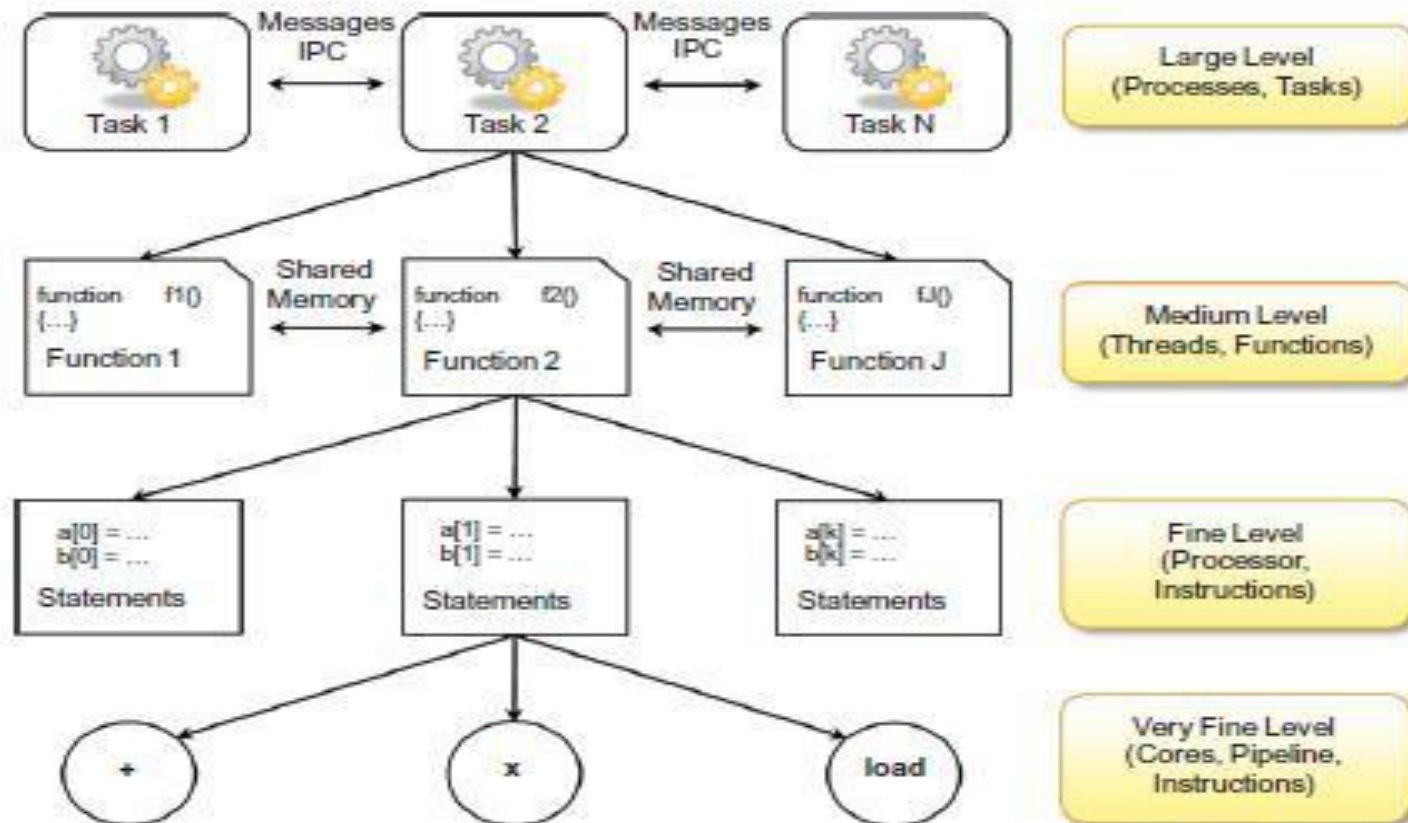 Messages
IPC
Messages
IPC
Task 1
Task 2
Task N
Large Level
(Processes, Tasks)
function f1()
{...}
Function 1
Shared
Memory
function f2()
{...}
Function 2
Shared
Memory
function fJ()
{...}
Function J
Medium Level
(Threads, Functions)
a[0] = ...
b[0] = ...
Statements
a[1] = ...
b[1] = ...
Statements
a[k] = ...
b[k] = ...
Statements
Fine Level
(Processor,
Instructions)
+
x
load
Very Fine Level
(Cores, Pipeline,
Instructions)